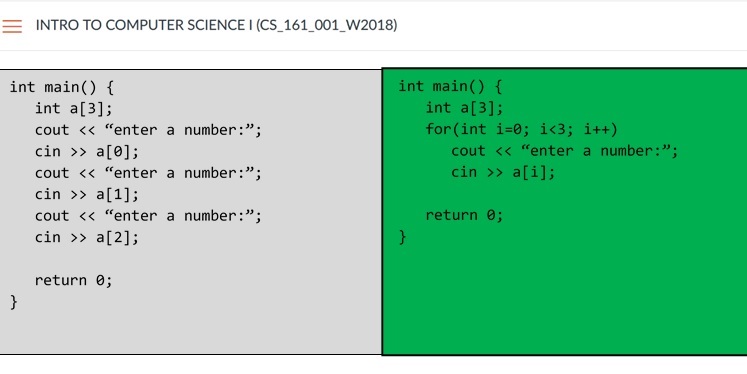 INTRO TO COMPUTER SCIENCE I (CS_161_001_W2018)
int main() {
int a[3];
cout << “enter a number:”;
cin >> a[0];
cout << “enter a number:”;
cin >> a[1];
cout << “enter a number:”;
cin >> a[2];
return 0;
}
int main() {
int a[3];
for(int i=0; i<3; i++)
cout << “enter a number:”;
cin >> a[i];
return 0;
}